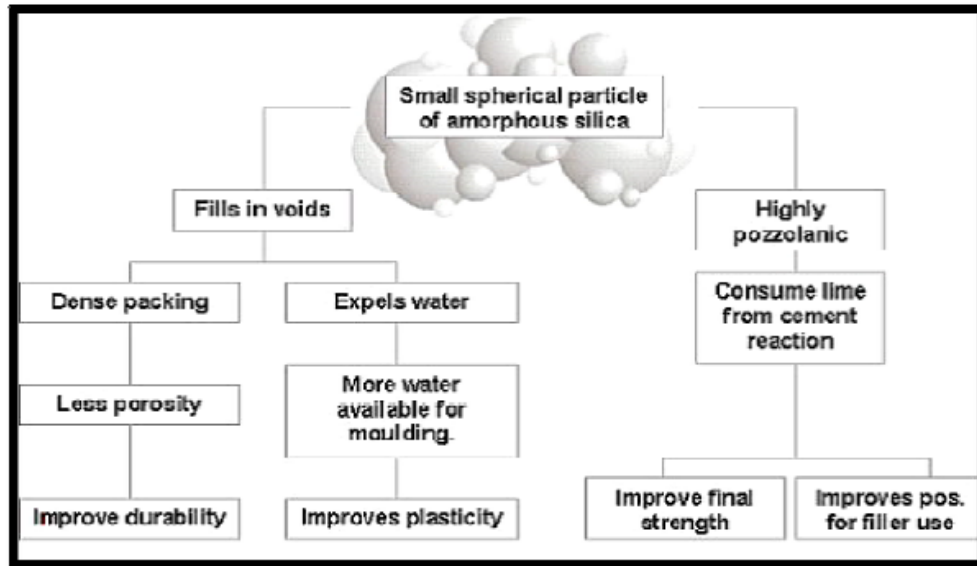 Small spherical particle
of amorphous silica
Fills in voids
Highly
pozzolanic
Dense packing
Expels water
Consume lime
from cement
reaction
Less porosity
More water
available for
moulding.
Improve durability
Improves plasticity
Improve final
strength
Improves pos.
for filler use